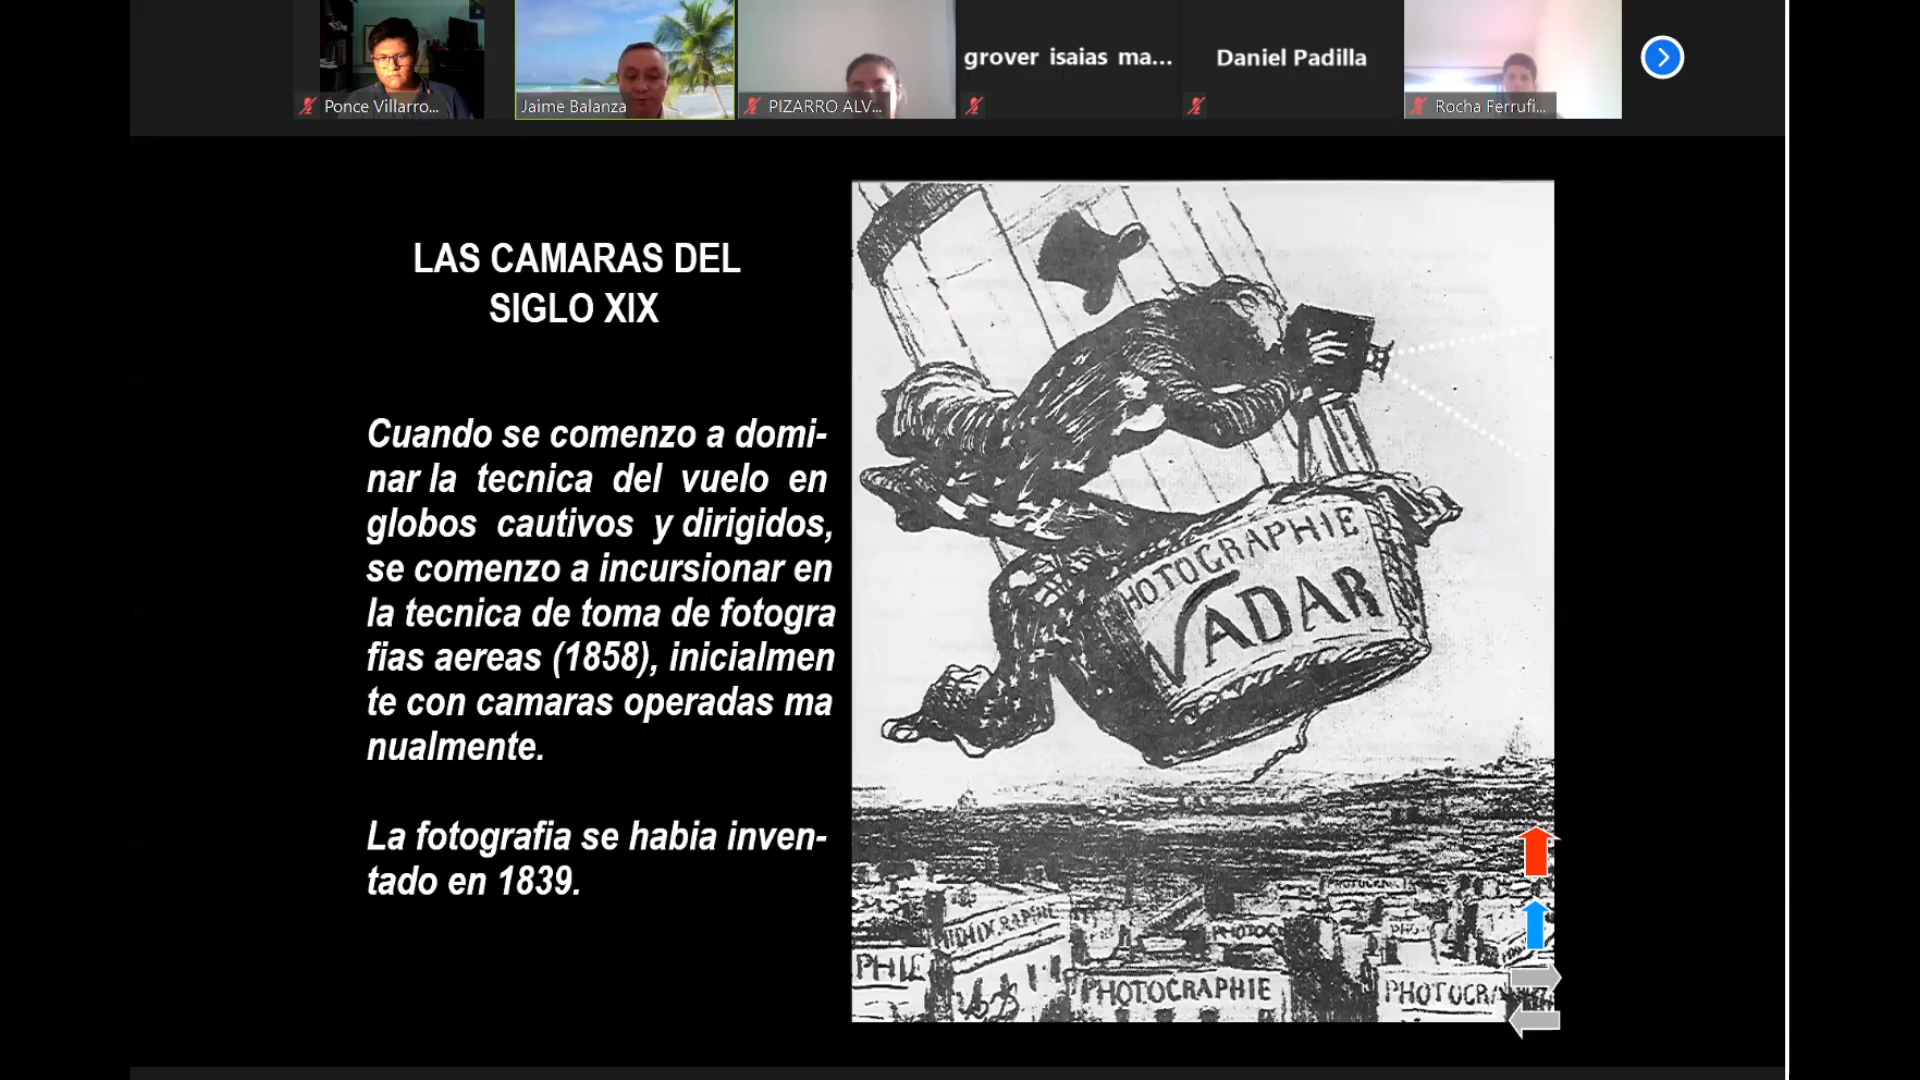 Ponce Villarro...
Jaime Balanza
PIZARRO ALV...
grover isaias ma...
Daniel Padilla
Rocha Ferrufi...
LAS CAMARAS DEL
SIGLO XIX
Cuando se comenzo a domi-
nar la tecnica del vuelo en
globos cautivos y dirigidos,
se comenzo a incursionar en
la tecnica de toma de fotogra
fias aereas (1858), inicialmen
te con camaras operadas ma
nualmente.
La fotografia se habia inven-
tado en 1839.
HOTOGRAPHIE
NADAR
PHIE
PHOTOGRAPHIE
PHOTOGRA